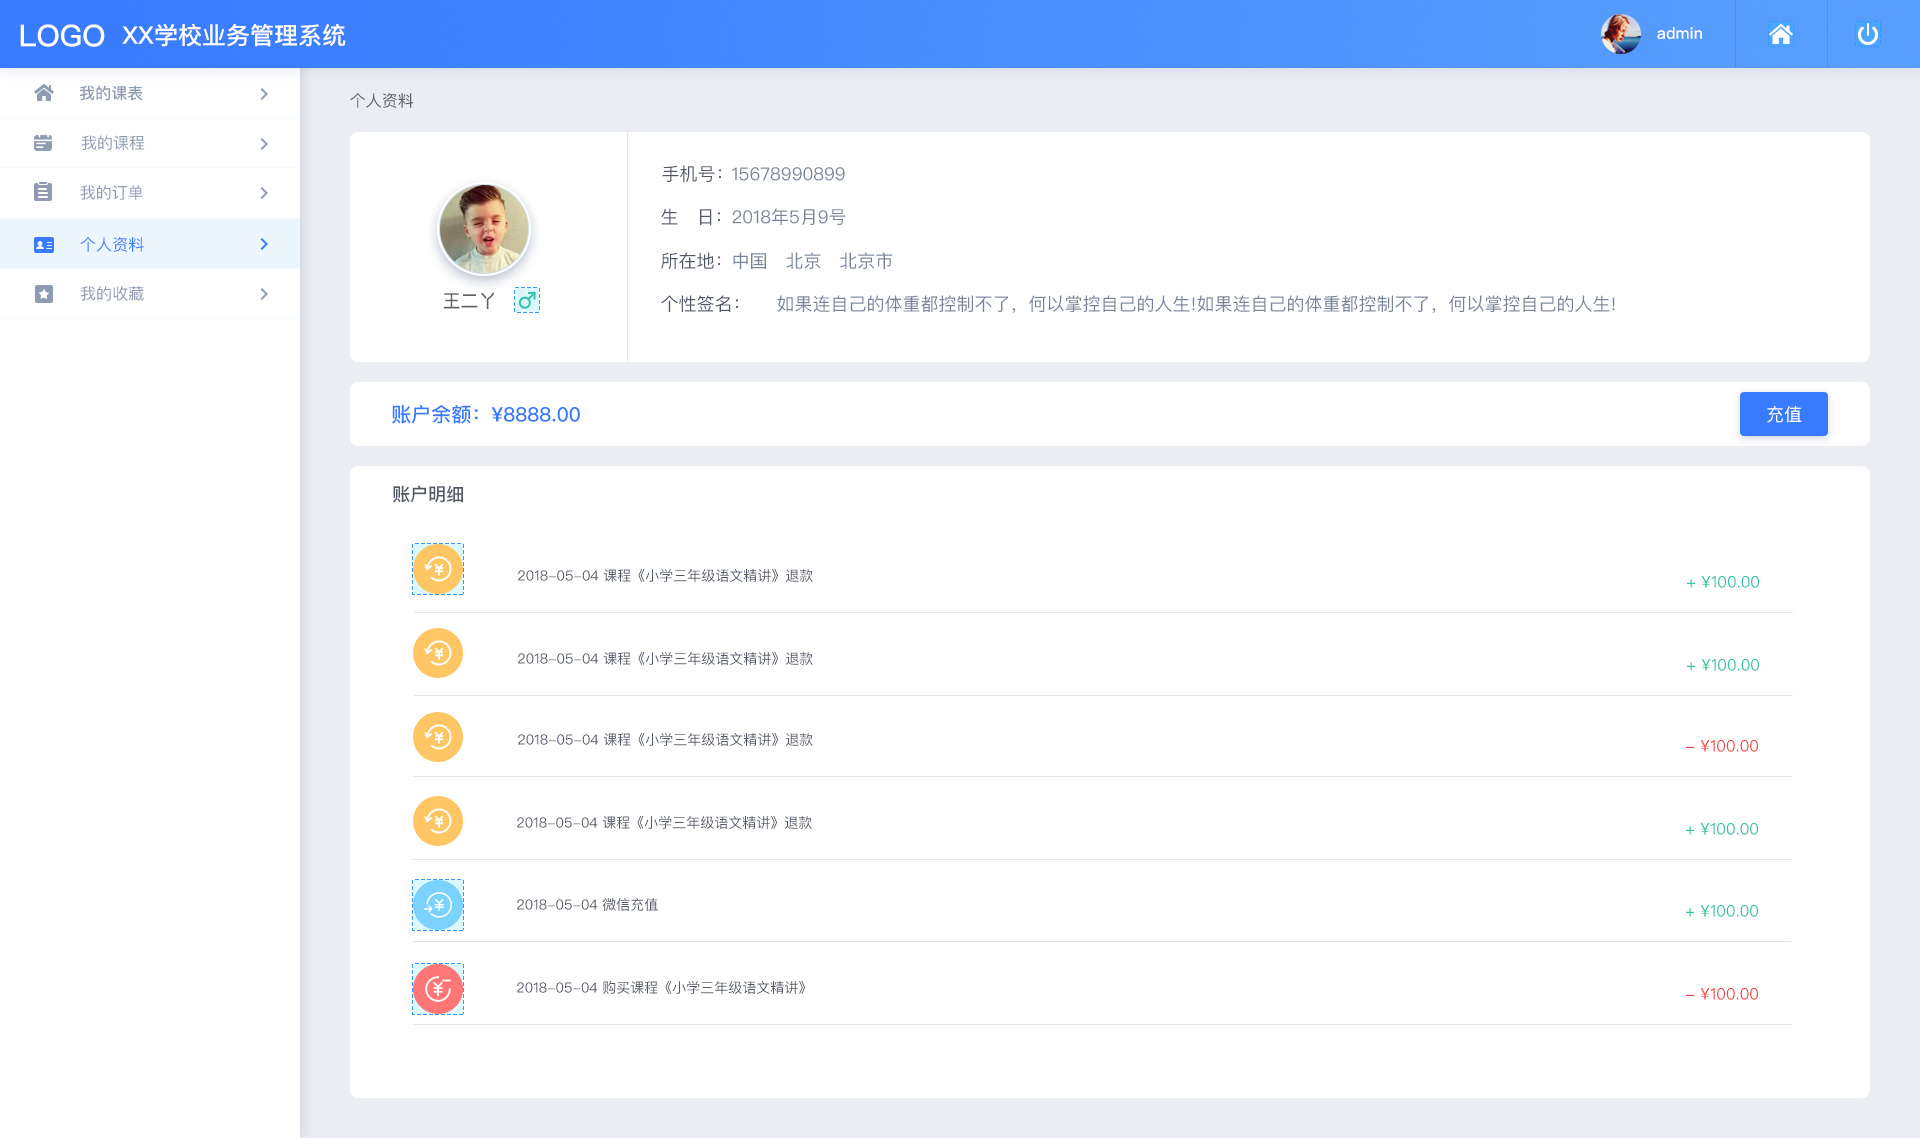 LOGO XX学校业务管理系统 admin
我的课表
我的课程
我的订单
个人资料
我的收藏
个人资料
王二丫
手机号：15678990899
生 日：2018年5月9号
所在地：中国 北京 北京市
个性签名： 如果连自己的体重都控制不了，何以掌控自己的人生!如果连自己的体重都控制不了，何以掌控自己的人生!
账户余额：¥8888.00 充值
账户明细
2018-05-04 课程《小学三年级语文精讲》退款 + ¥100.00
2018-05-04 课程《小学三年级语文精讲》退款 + ¥100.00
2018-05-04 课程《小学三年级语文精讲》退款 - ¥100.00
2018-05-04 课程《小学三年级语文精讲》退款 + ¥100.00
2018-05-04 微信充值 + ¥100.00
2018-05-04 购买课程《小学三年级语文精讲》 - ¥100.00